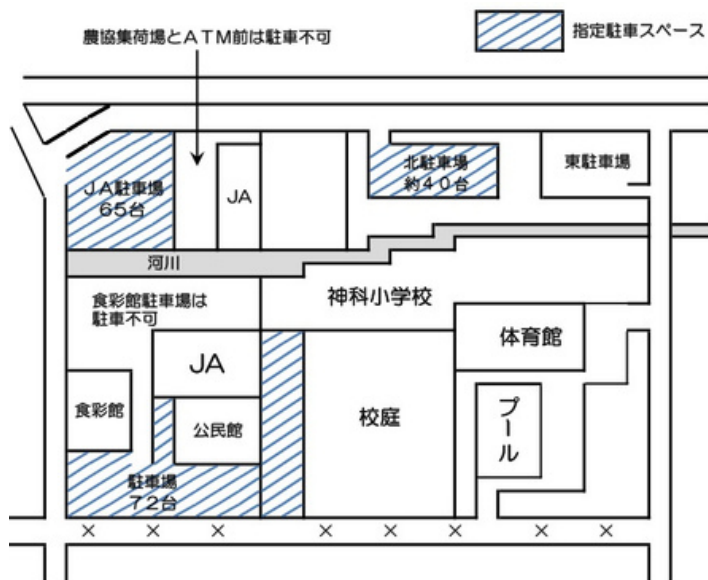 農協集荷場とATM前は駐車不可
指定駐車スペース
JA駐車場
65台
JA
北駐車場
約40台
東駐車場
河川
食彩館駐車場は
駐車不可
神科小学校
JA
体育館
食彩館
公民館
校庭
プール
駐車場
72台
× × × × × × × ×